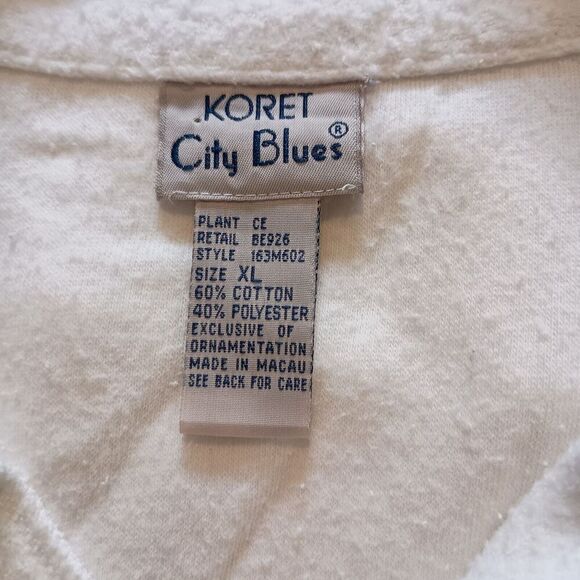 KORET
City Blues®
PLANT CE
RETAIL BE926
STYLE 163M602
SIZE XL
60% COTTON
40% POLYESTER
EXCLUSIVE OF
ORNAMENTATION
MADE IN MACAU
SEE BACK FOR CARE